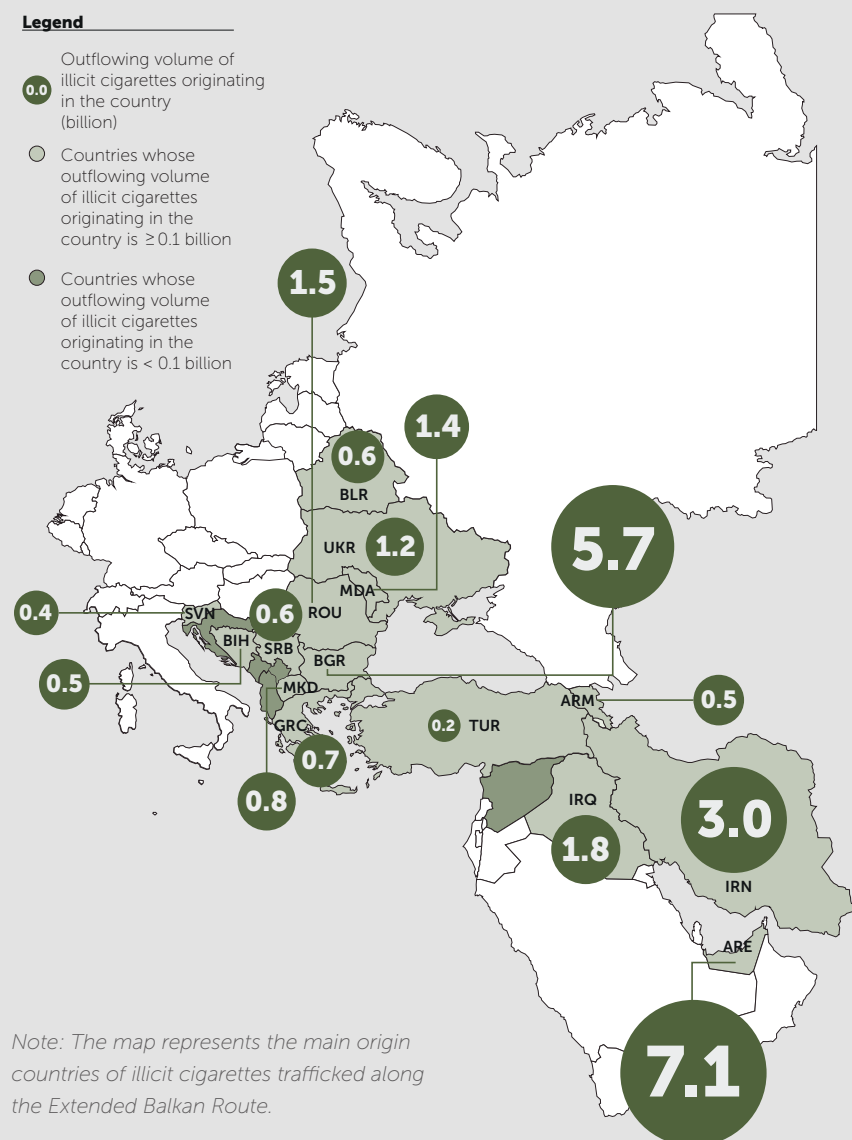 Legend
0.0
Outflowing volume of
illicit cigarettes originating
in the country
(billion)
Countries whose
outflowing volume
of illicit cigarettes
originating in the
country is ≥0.1 billion
Countries whose
outflowing volume
of illicit cigarettes
originating in the
country is < 0.1 billion
1.5
1.4
0.6
BLR
UKR
1.2
5.7
MDA
0.4
SVN
0.6
ROU
BIH
SRB
BGR
0.5
MKD
ARM
0.5
GRC
0.2
TUR
0.7
0.8
IRQ
3.0
1.8
IRN
ARE
7.1
Note: The map represents the main origin
countries of illicit cigarettes trafficked along
the Extended Balkan Route.